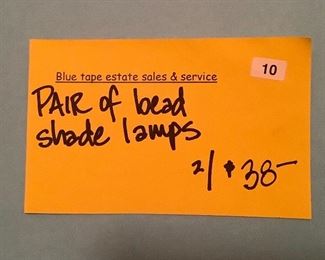 Blue tape estate sales & service
10
PAIR of bead
shade lamps
2/$38-